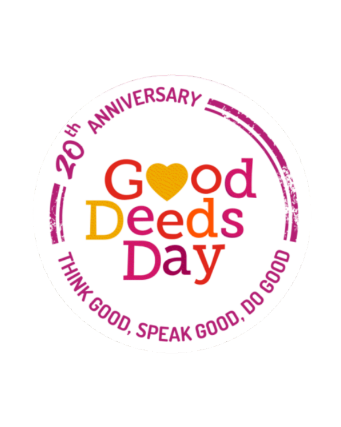 20th ANNIVERSARY
Good
Deeds
Day
THINK GOOD, SPEAK GOOD, DO GOOD